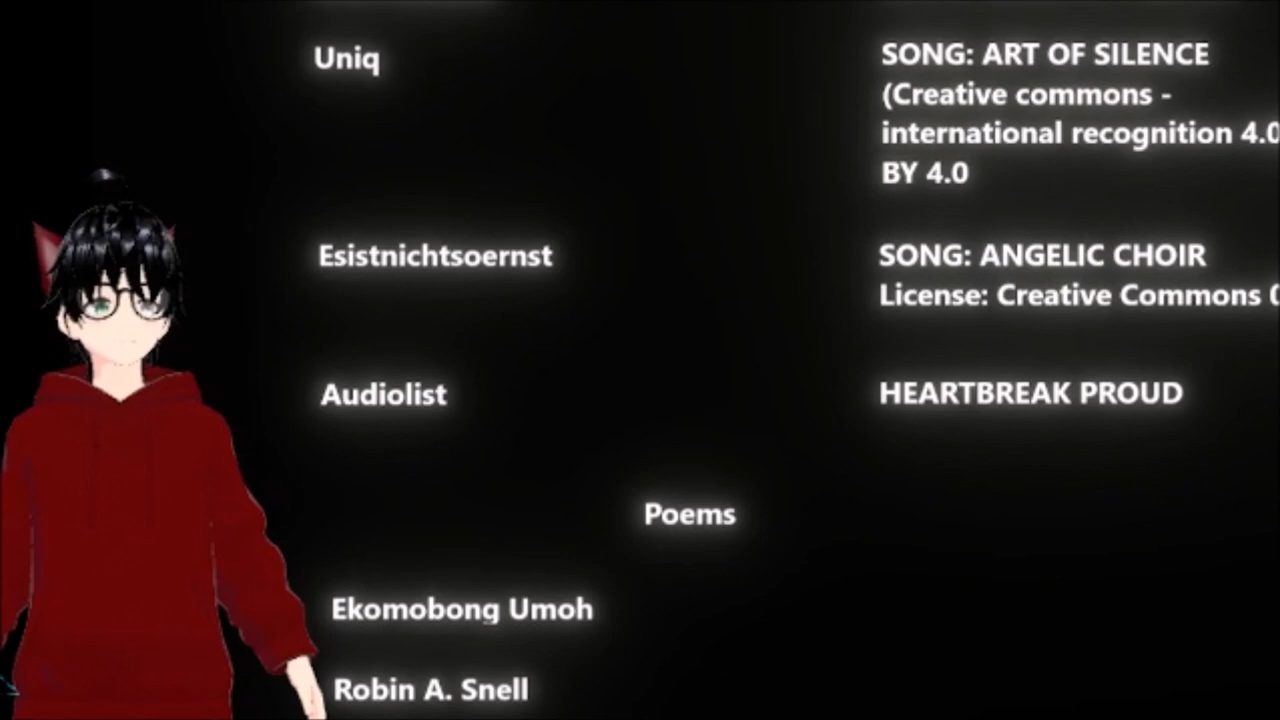 Uniq
SONG: ART OF SILENCE
(Creative commons -
international recognition 4.0
BY 4.0
Esistnichtsoernst
SONG: ANGELIC CHOIR
License: Creative Commons
Audiolist
HEARTBREAK PROUD
Poems
Ekomobong Umoh
Robin A. Snell